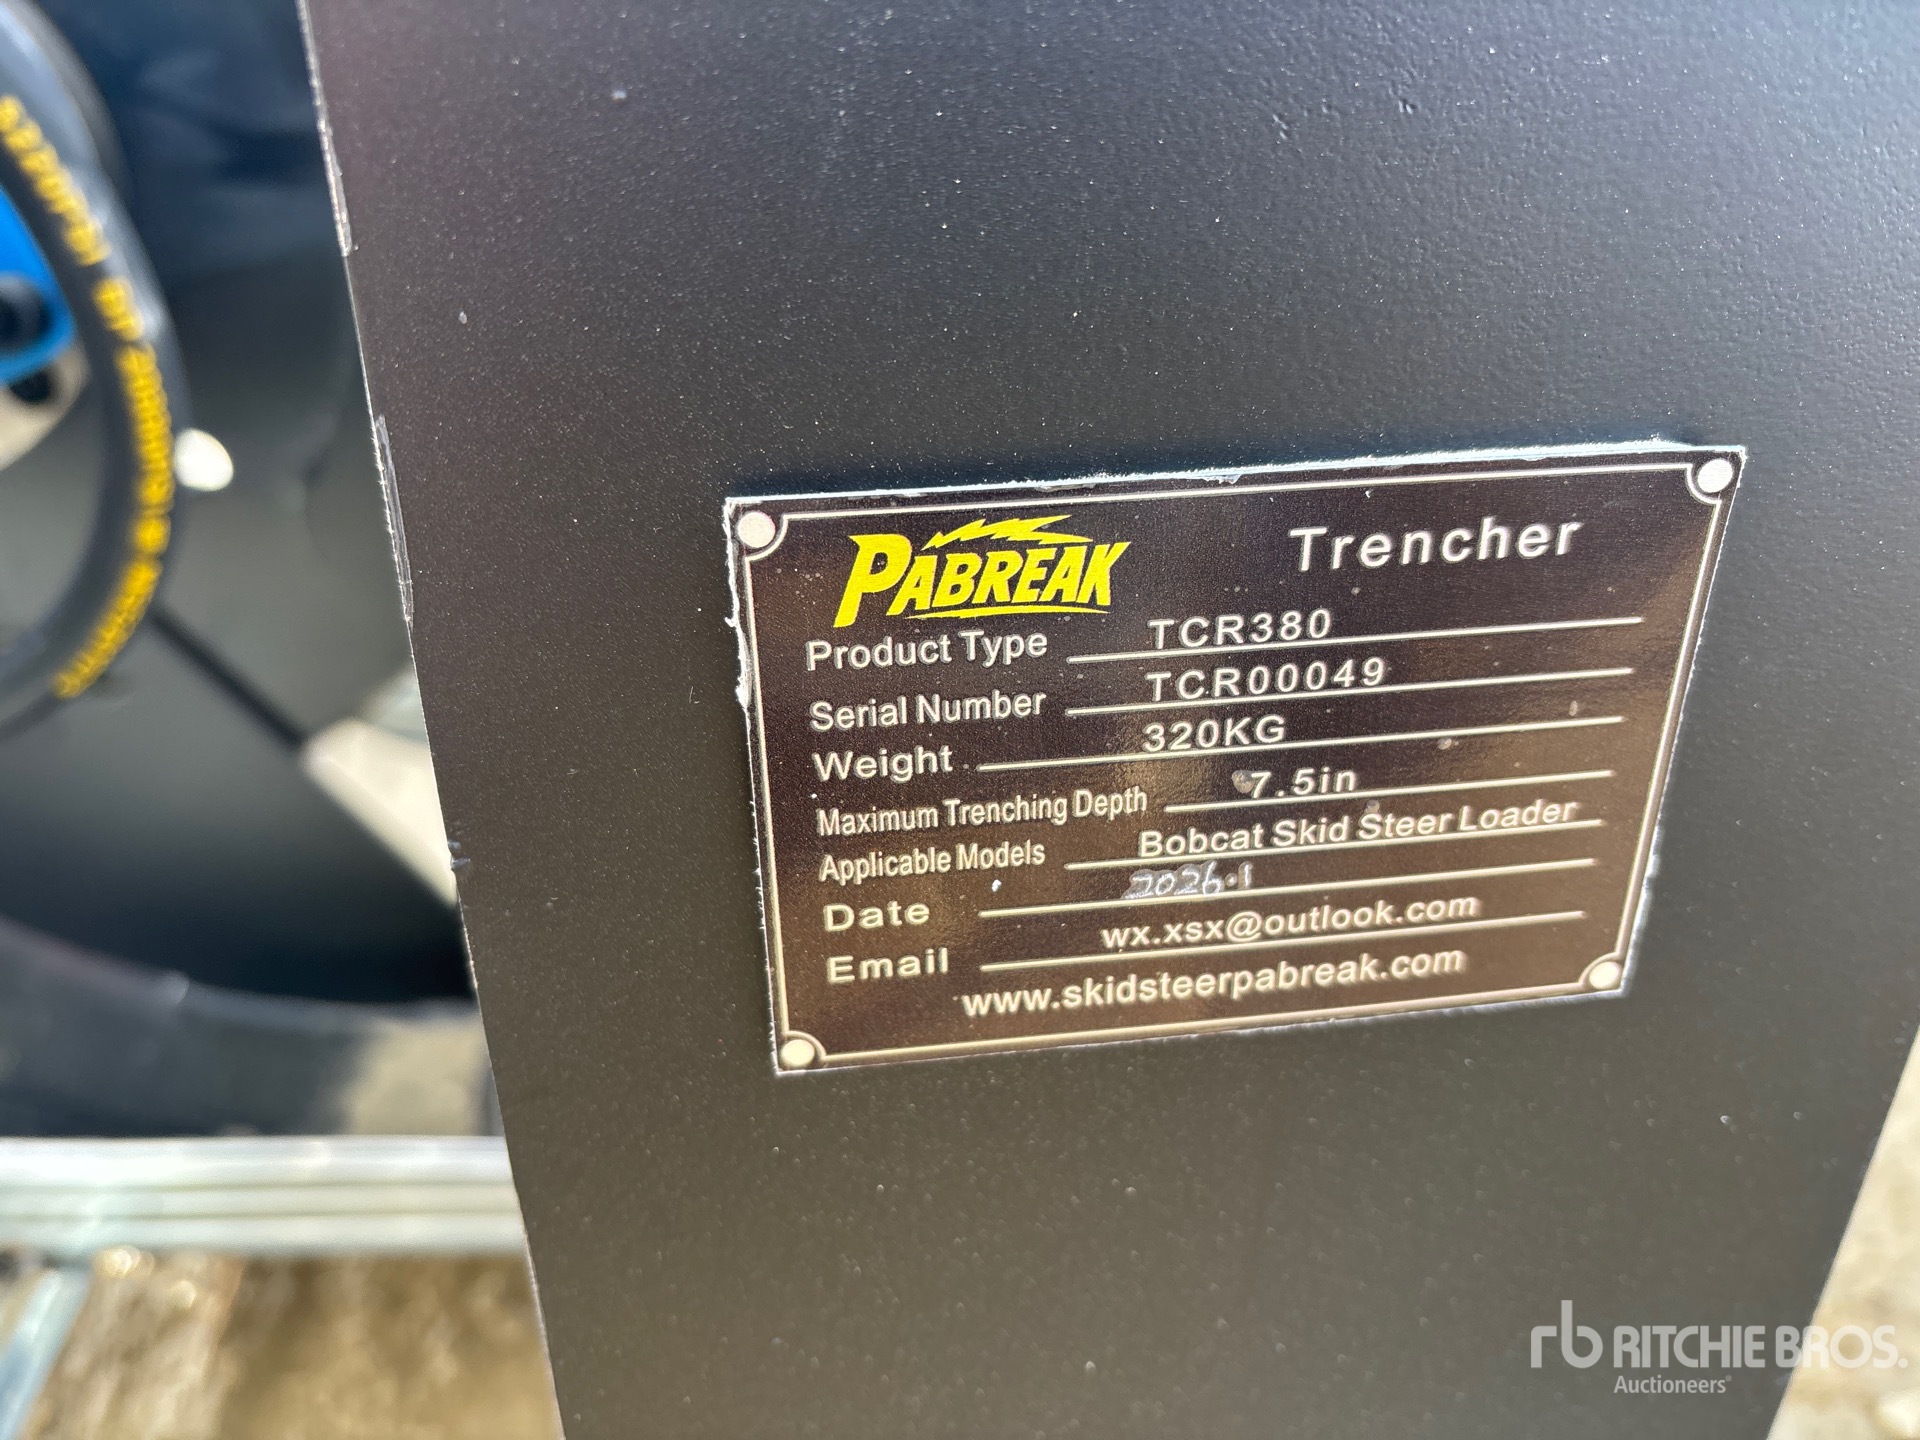 PABREAK Trencher
Product Type TCR380
Serial Number TCR00049
Weight 320KG
Maximum Trenching Depth 7.5in
Applicable Models Bobcat Skid Steer Loader
Date 2026.1
Email wx.xsx@outlook.com
www.skidsteerpabreak.com
rb RITCHIE BROS.
Auctioneers